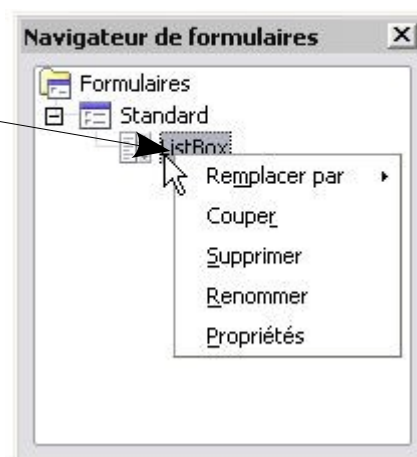 Navigateur de formulaires
Formulaires
Standard
ListBox
Remplacer par
Couper
Supprimer
Renommer
Propriétés